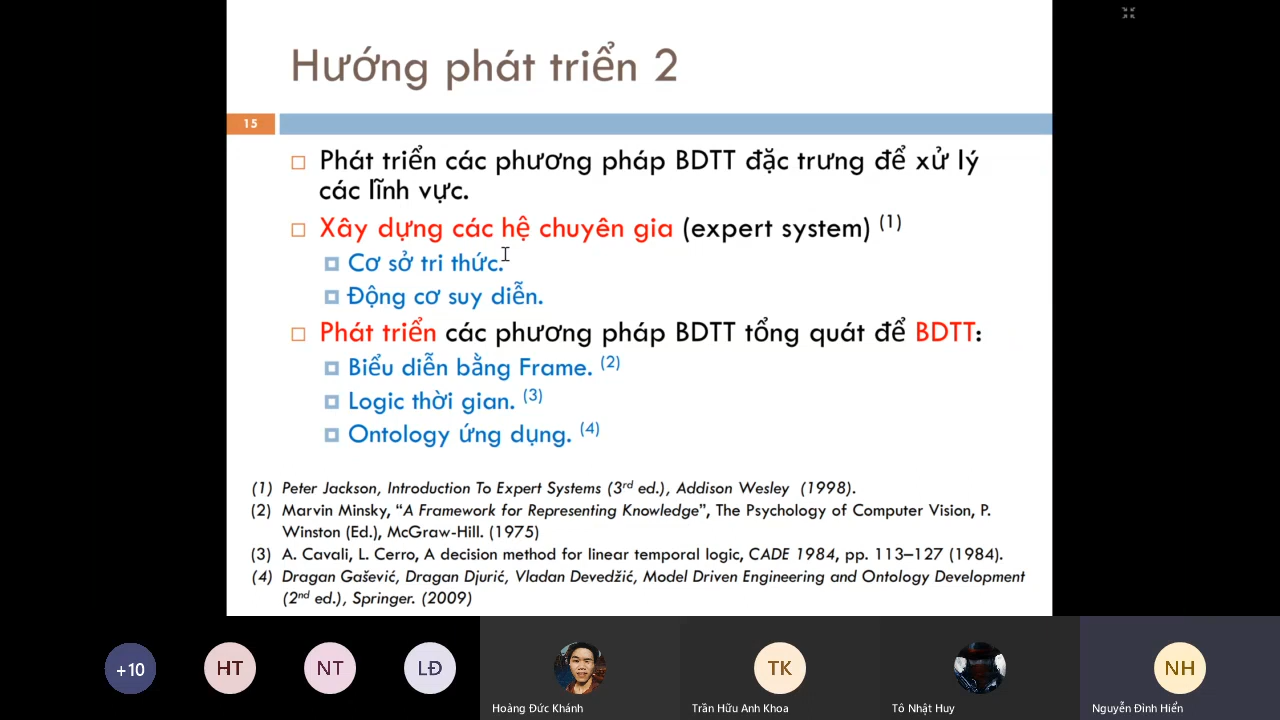 Hướng phát triển 2
15
Phát triển các phương pháp BDTT đặc trưng để xử lý
các lĩnh vực.
Xây dựng các hệ chuyên gia (expert system) (1)
Cơ sở tri thức.
Động cơ suy diễn.
Phát triển các phương pháp BDTT tổng quát để BDTT:
Biểu diễn bằng Frame. (2)
Logic thời gian. (3)
Ontology ứng dụng. (4)
(1) Peter Jackson, Introduction To Expert Systems (3rd ed.), Addison Wesley (1998).
(2) Marvin Minsky, “A Framework for Representing Knowledge”, The Psychology of Computer Vision, P.
Winston (Ed.), McGraw-Hill. (1975)
(3) A. Cavali, L. Cerro, A decision method for linear temporal logic, CADE 1984, pp. 113–127 (1984).
(4) Dragan Gašević, Dragan Djurić, Vladan Devedžić, Model Driven Engineering and Ontology Development
(2nd ed.), Springer. (2009)
+10
HT
NT
LĐ
TK
NH
Hoàng Đức Khánh
Trần Hữu Anh Khoa
Tô Nhật Huy
Nguyễn Đình Hiển